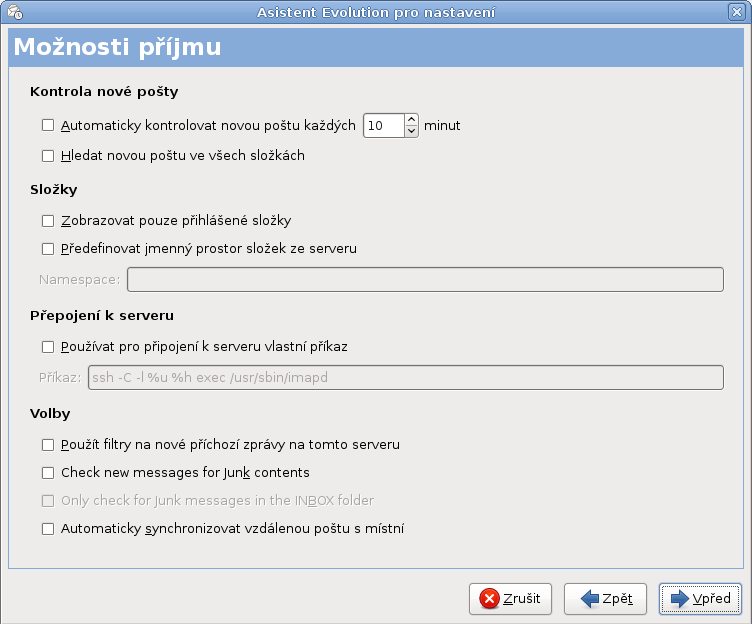 Asistent Evolution pro nastavení
Možnosti příjmu
Kontrola nové pošty
Automaticky kontrolovat novou poštu každých 10 minut
Hledat novou poštu ve všech složkách
Složky
Zobrazovat pouze přihlášené složky
Předefinovat jmenný prostor složek ze serveru
Namespace:
Přepojení k serveru
Používat pro připojení k serveru vlastní příkaz
Příkaz: ssh -C -l %u %h exec /usr/sbin/imapd
Volby
Použít filtry na nové příchozí zprávy na tomto serveru
Check new messages for Junk contents
Only check for Junk messages in the INBOX folder
Automaticky synchronizovat vzdálenou poštu s místní
Zrušit Zpět Vpřed